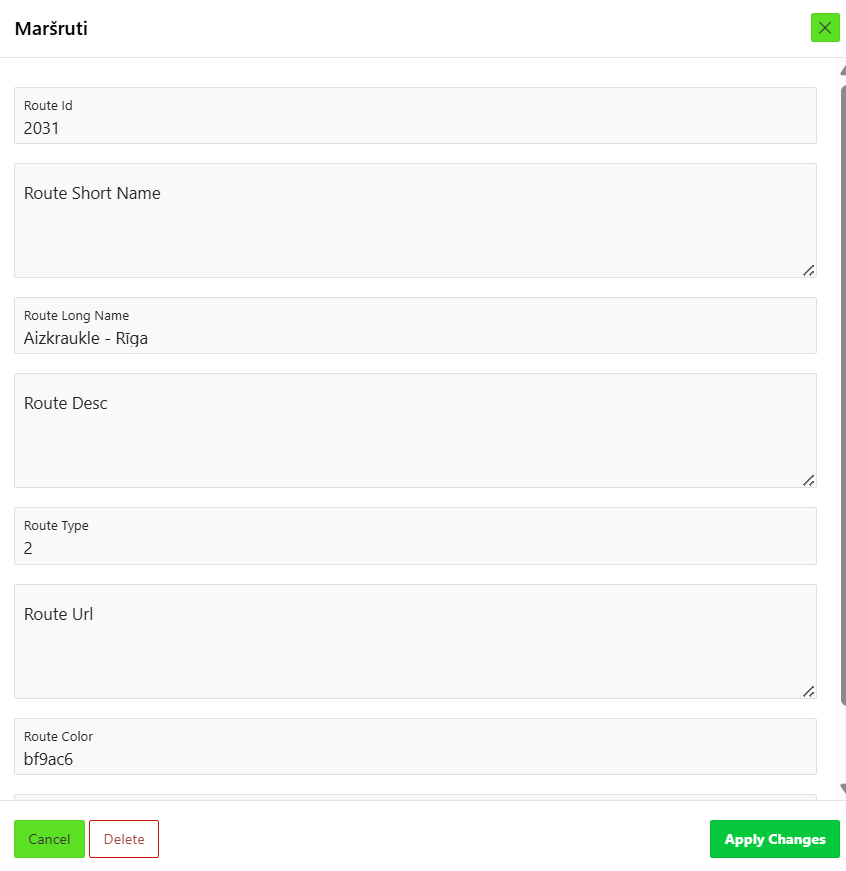 Maršruti
Route Id
2031
Route Short Name
Route Long Name
Aizkraukle - Rīga
Route Desc
Route Type
2
Route Url
Route Color
bf9ac6
Cancel
Delete
Apply Changes